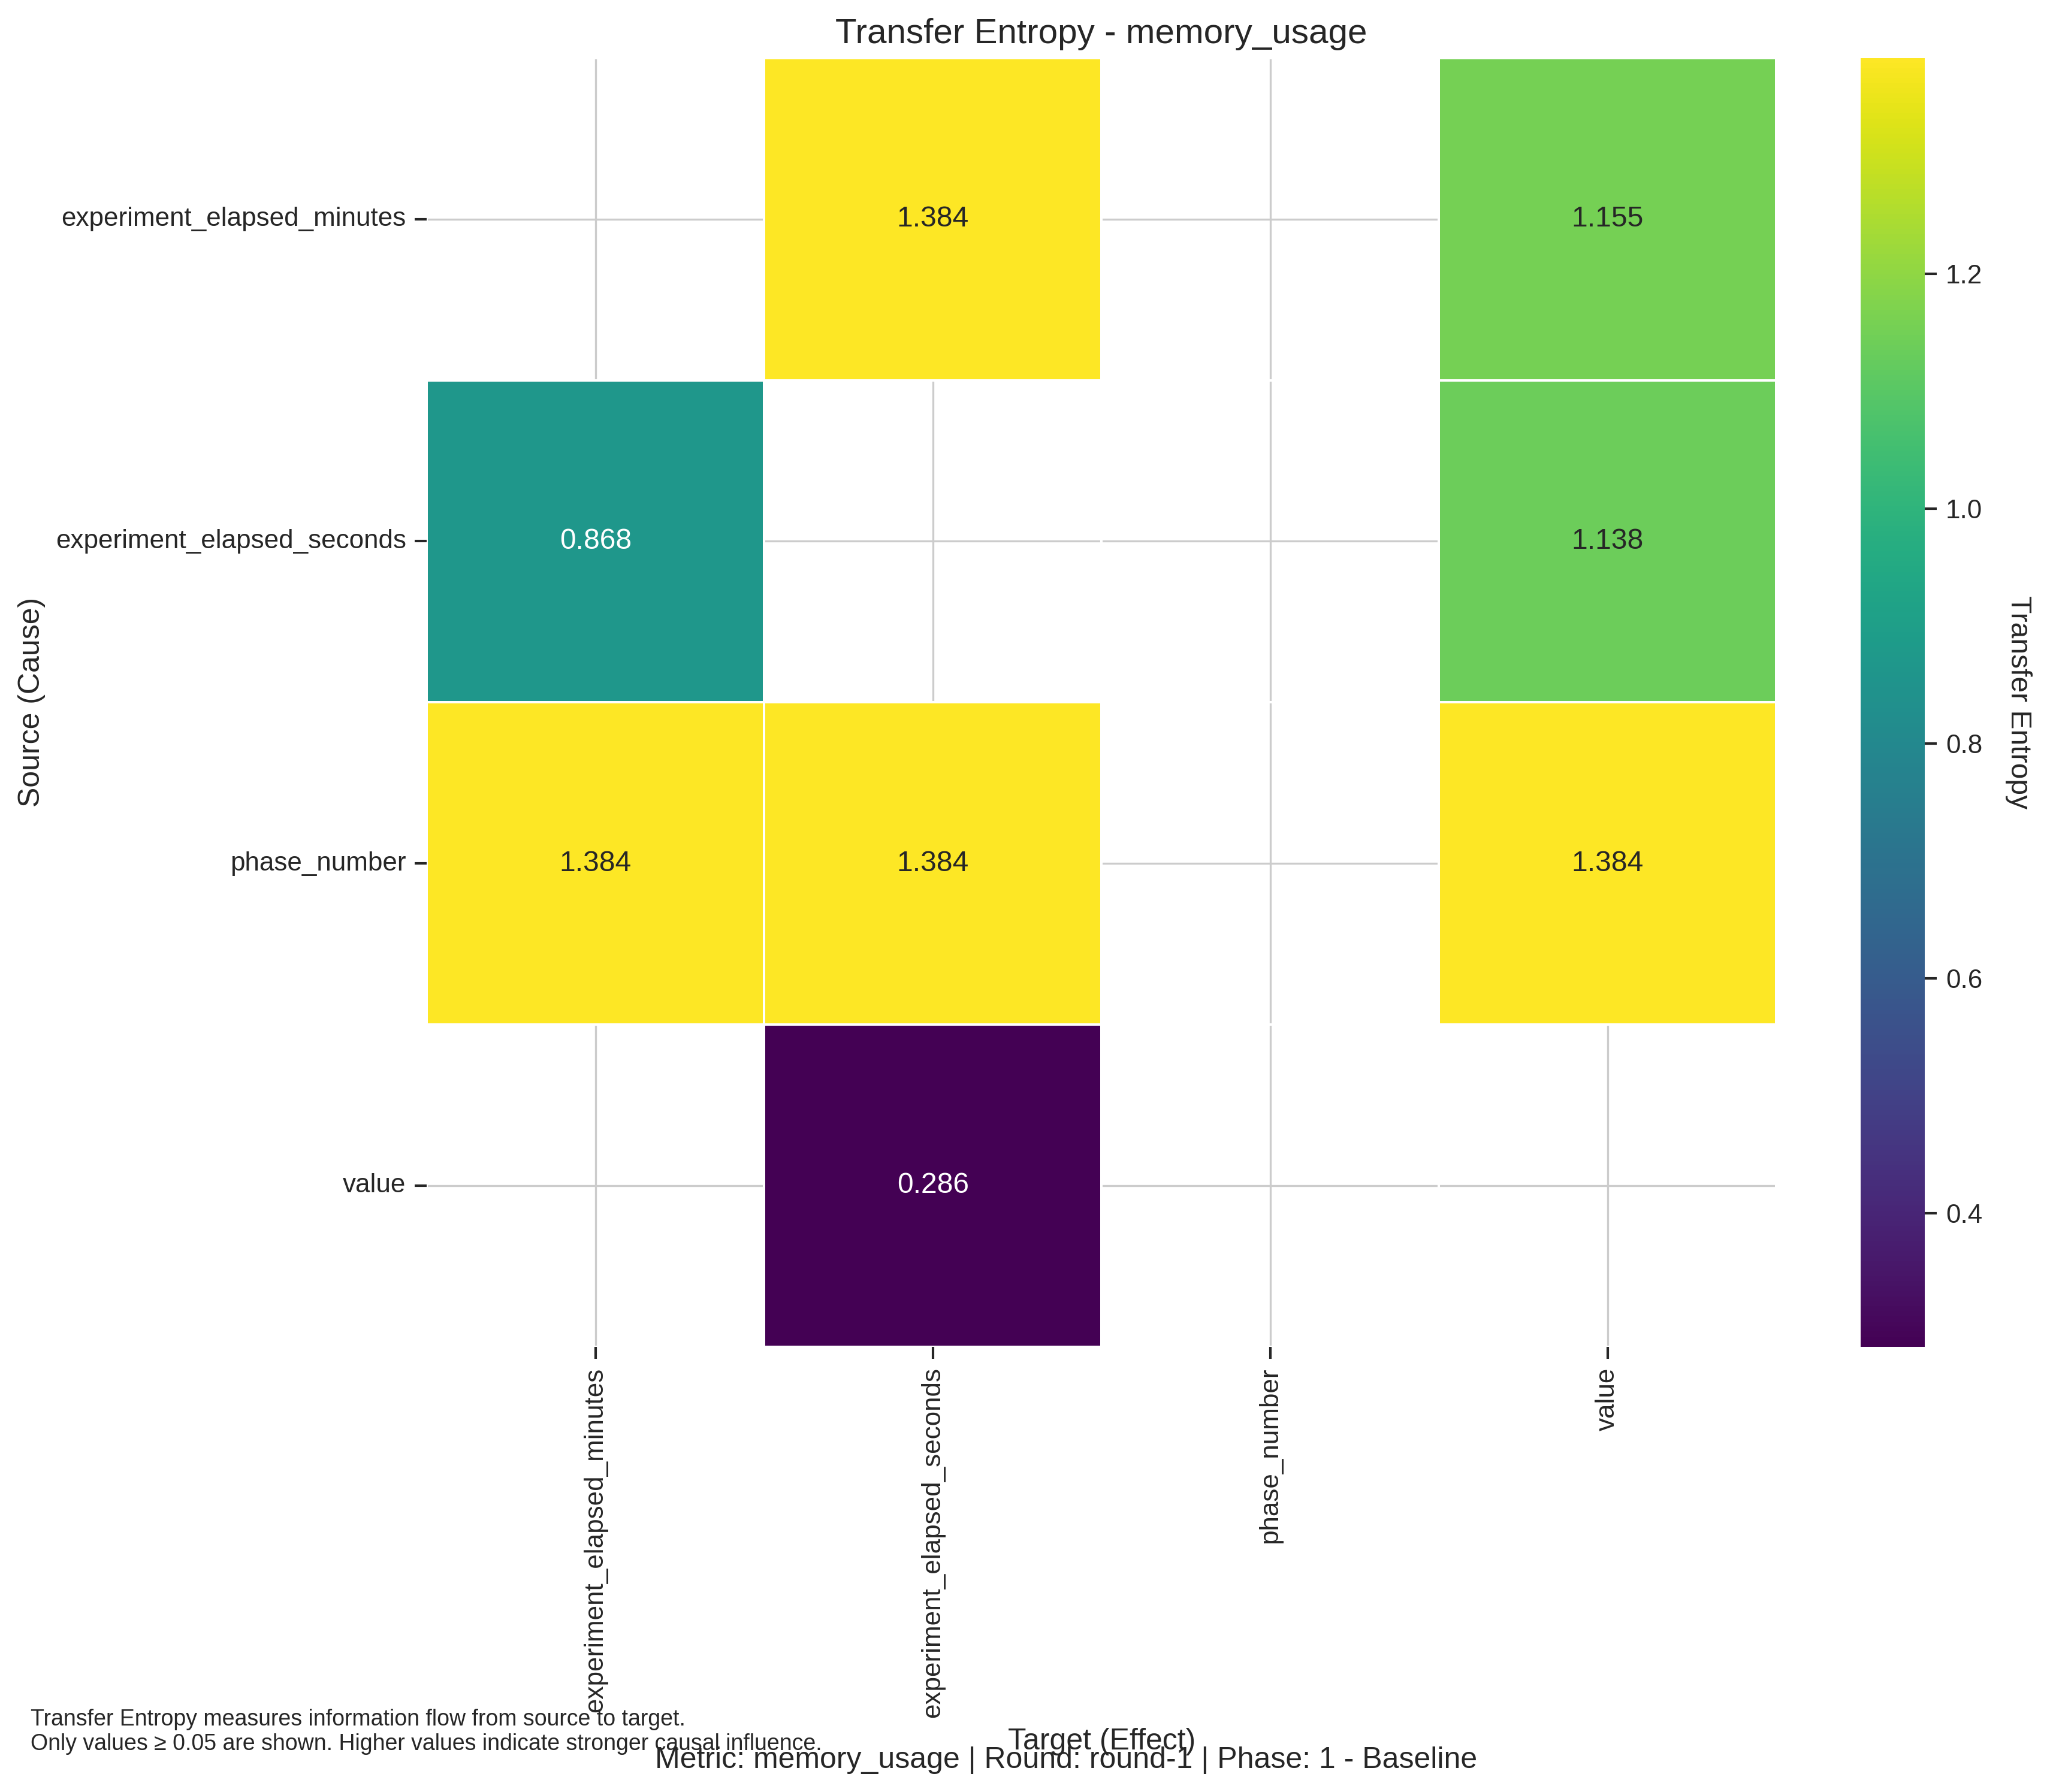 Transfer Entropy - memory_usage
experiment_elapsed_minutes
1.384
1.155
experiment_elapsed_seconds
0.868
1.138
phase_number
1.384
1.384
1.384
value
0.286
Source (Cause)
1.2
1.0
0.8
0.6
0.4
Transfer Entropy
experiment_elapsed_minutes
experiment_elapsed_seconds
phase_number
value
Target (Effect)
Transfer Entropy measures information flow from source to target.
Only values ≥ 0.05 are shown. Higher values indicate stronger causal influence.
Metric: memory_usage | Round: round-1 | Phase: 1 - Baseline